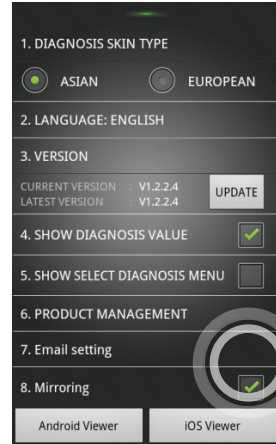 1. DIAGNOSIS SKIN TYPE
ASIAN EUROPEAN
2. LANGUAGE: ENGLISH
3. VERSION
CURRENT VERSION : V1.2.2.4
LATEST VERSION : V1.2.2.4
UPDATE
4. SHOW DIAGNOSIS VALUE
5. SHOW SELECT DIAGNOSIS MENU
6. PRODUCT MANAGEMENT
7. Email setting
8. Mirroring
Android Viewer iOS Viewer